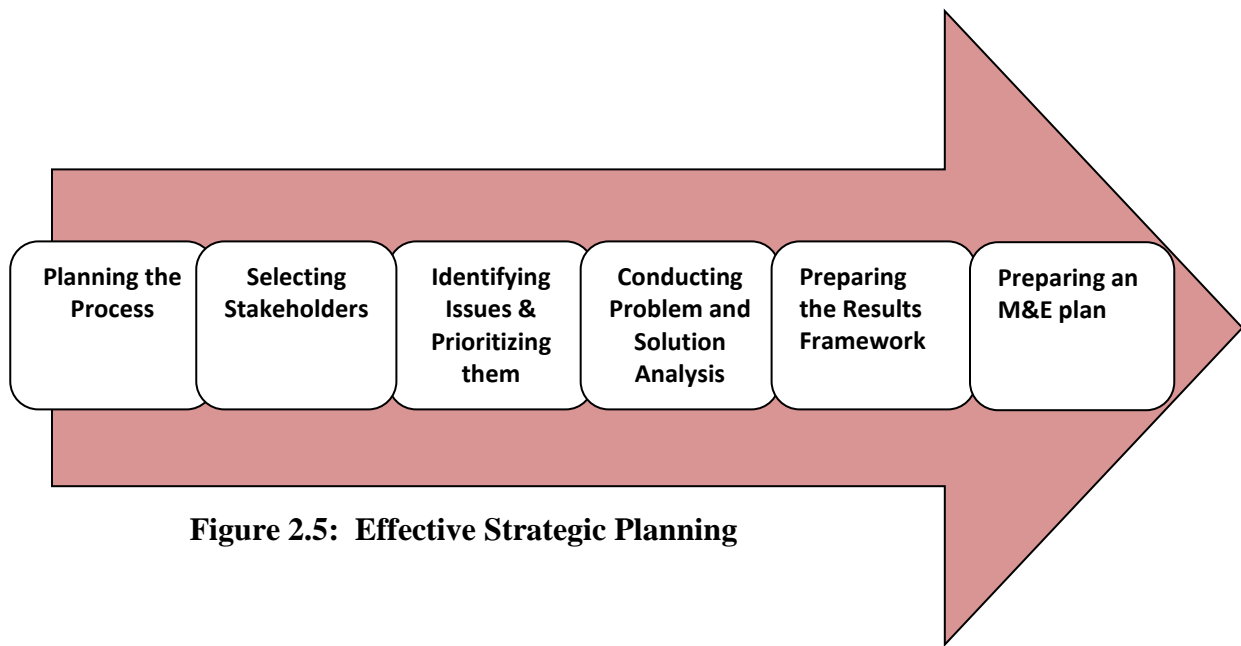 Planning the
Process
Selecting
Stakeholders
Identifying
Issues &
Prioritizing
them
Conducting
Problem and
Solution
Analysis
Preparing
the Results
Framework
Preparing an
M&E plan
Figure 2.5: Effective Strategic Planning